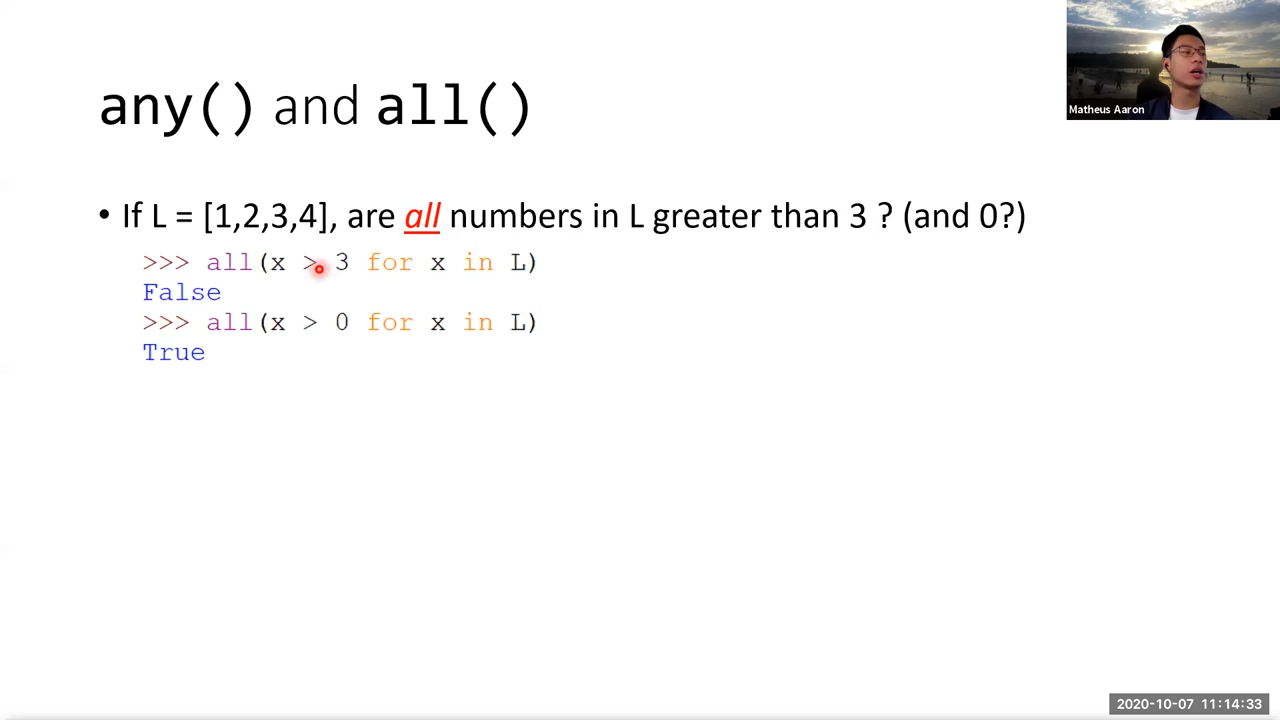 Matheus Aaron
any() and all()
• If L = [1,2,3,4], are all numbers in L greater than 3 ? (and 0?)
>>> all(x > 3 for x in L)
False
>>> all(x > 0 for x in L)
True
2020-10-07 11:14:33